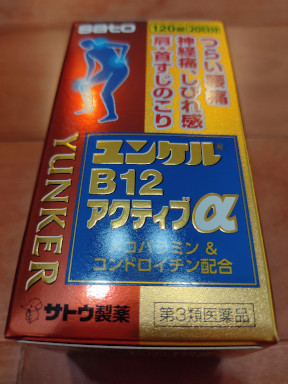 sato
120錠(20日分)
つらい腰痛
神経痛・しびれ感
肩・首すじのこり
YUNKER
ユンケル®
B12
アクティブα
コバラミン &
コンドロイチン配合
サトウ製薬
第3類医薬品